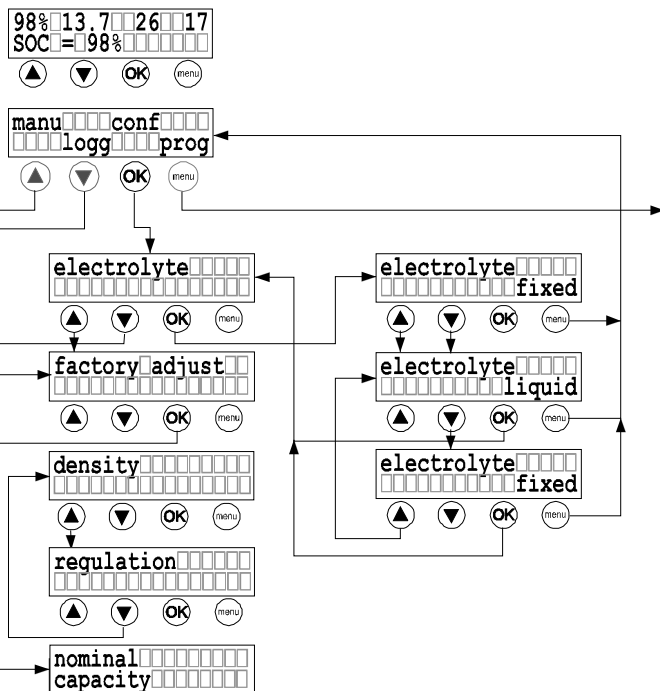 98% 13.7 26 17
SOC = 98%
OK menu
manu conf
logg prog
OK menu
electrolyte
OK menu
factory adjust
OK menu
density
OK menu
regulation
OK menu
nominal
capacity
electrolyte
fixed
OK menu
electrolyte
liquid
OK menu
electrolyte
fixed
OK menu